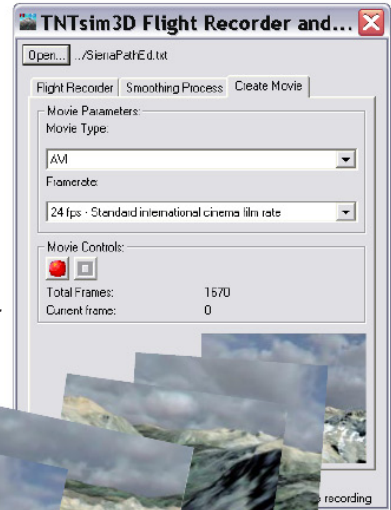 TNTsim3D Flight Recorder and...
Open... ../SierraPathEd.txt
Flight Recorder Smoothing Process Create Movie
Movie Parameters:
Movie Type:
AVI
Framerate:
24 fps - Standard international cinema film rate
Movie Controls:
Total Frames: 1670
Current frame: 0
recording